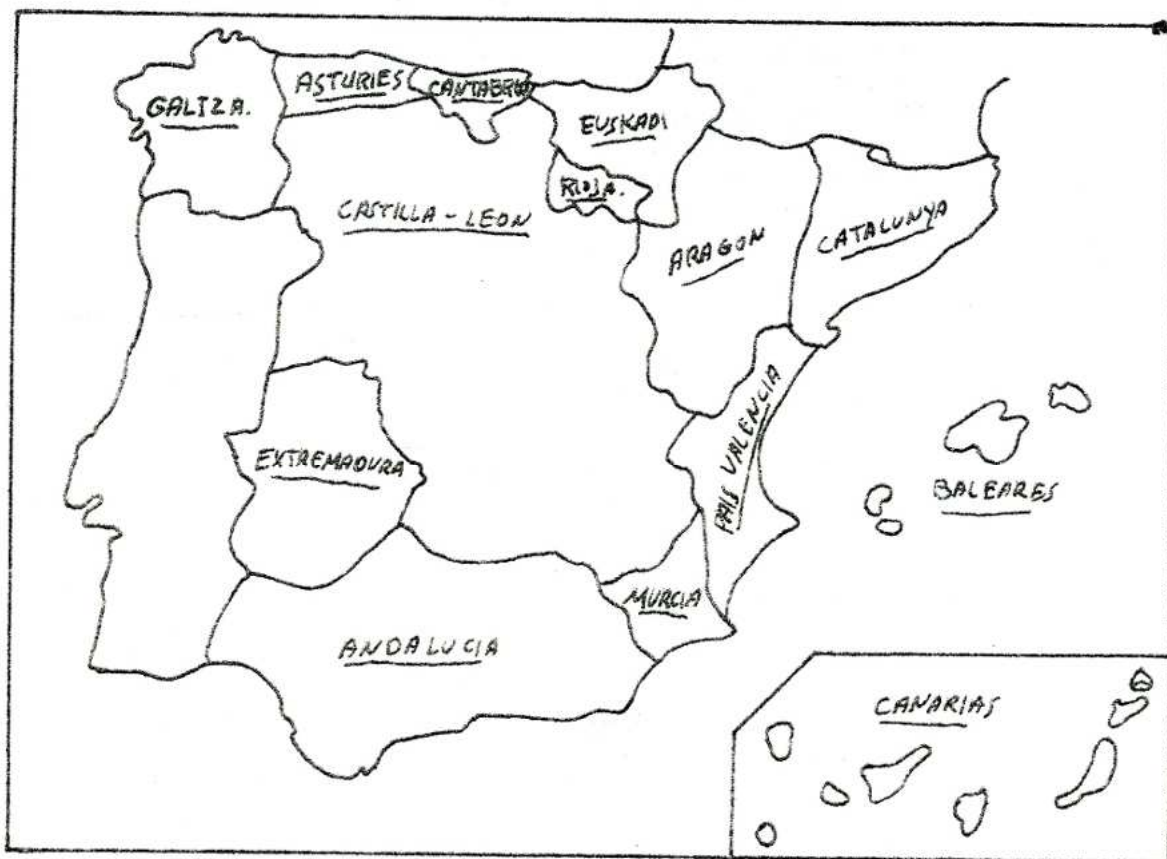 GALIZA.
ASTURIES
CANTABRIA
EUSKADI
RIOJA.
CASTILLA-LEON
ARAGON
CATALUNYA
PAIS VALENCIA
EXTREMADURA
BALEARES
MURCIA
ANDALUCIA
CANARIAS